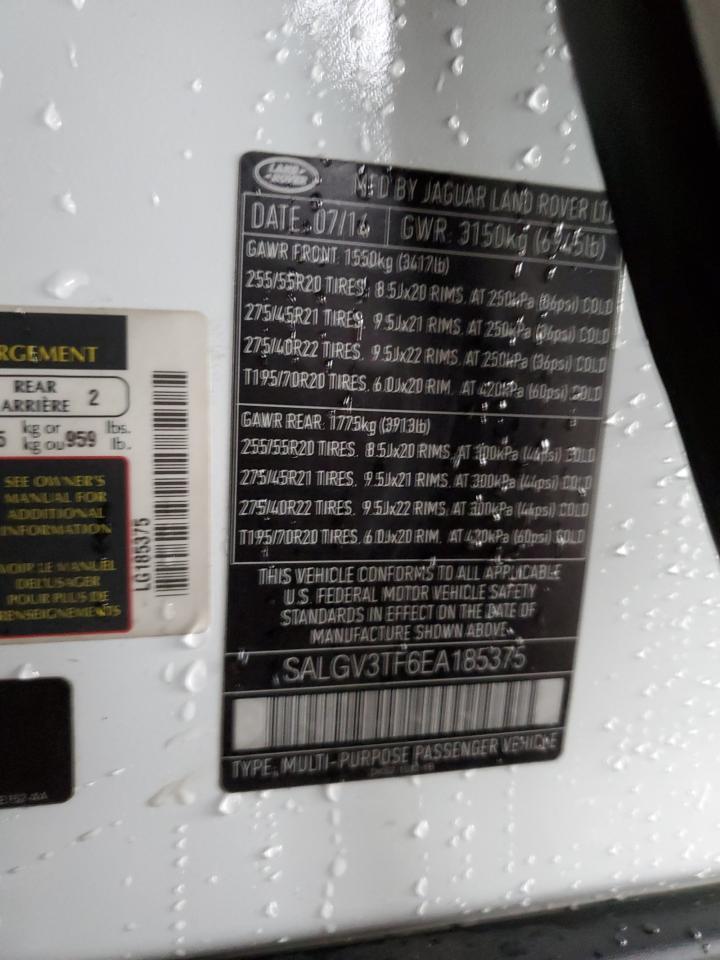 LAND ROVER
MFD BY JAGUAR LAND ROVER LT
DATE: 07/14 GWR: 3150kg (6945lb)
GAWR FRONT: 1550kg (3417lb)
255/55R20 TIRES, 8.5Jx20 RIMS, AT 250kPa (36psi) COLD
275/45R21 TIRES, 9.5Jx21 RIMS, AT 250kPa (36psi) COLD
275/40R22 TIRES, 9.5Jx22 RIMS, AT 250kPa (36psi) COLD
T195/70R20 TIRES, 6.0Jx20 RIM, AT 420kPa (60psi) COLD
GAWR REAR: 1775kg (3913lb)
255/55R20 TIRES, 8.5Jx20 RIMS, AT 300kPa (44psi) COLD
275/45R21 TIRES, 9.5Jx21 RIMS, AT 300kPa (44psi) COLD
275/40R22 TIRES, 9.5Jx22 RIMS, AT 300kPa (44psi) COLD
T195/70R20 TIRES, 6.0Jx20 RIM, AT 420kPa (60psi) COLD
THIS VEHICLE CONFORMS TO ALL APPLICABLE
U.S. FEDERAL MOTOR VEHICLE SAFETY
STANDARDS IN EFFECT ON THE DATE OF
MANUFACTURE SHOWN ABOVE.
SALGV3TF6EA185375
TYPE: MULTI-PURPOSE PASSENGER VEHICLE
RGEMENT
REAR
ARRIÈRE 2
5 kg or 959 lbs.
kg ou lb.
SEE OWNER'S
MANUAL FOR
ADDITIONAL
INFORMATION
VOIR LE MANUEL
DE L'USAGER
POUR PLUS DE
RENSEIGNEMENTS
LG185375